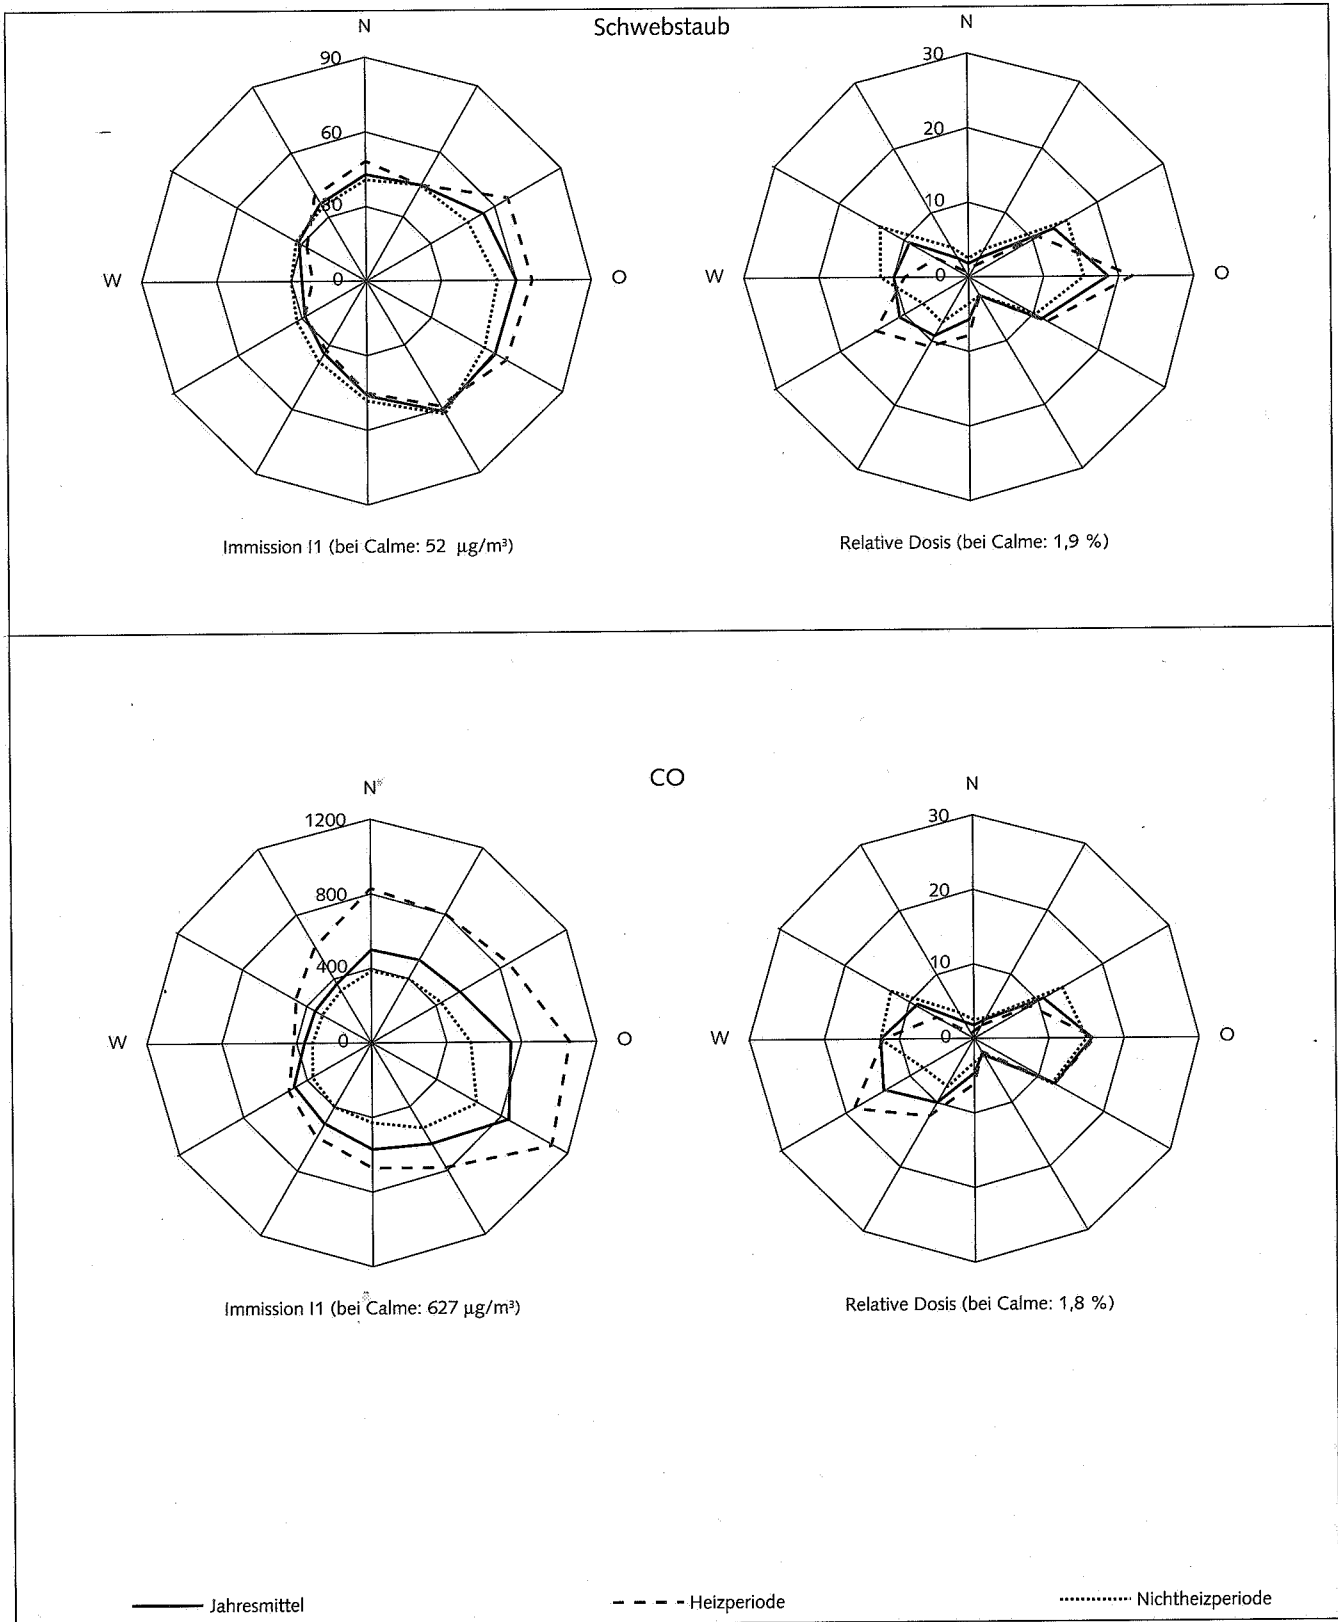 Schwebstaub
N
90
60
30
0
W
O
Immission I1 (bei Calme: 52 µg/m³)
N
30
20
10
0
W
O
Relative Dosis (bei Calme: 1,9 %)
CO
N
1200
800
400
0
W
O
Immission I1 (bei Calme: 627 µg/m³)
N
30
20
10
0
W
O
Relative Dosis (bei Calme: 1,8 %)
Jahresmittel
Heizperiode
Nichtheizperiode